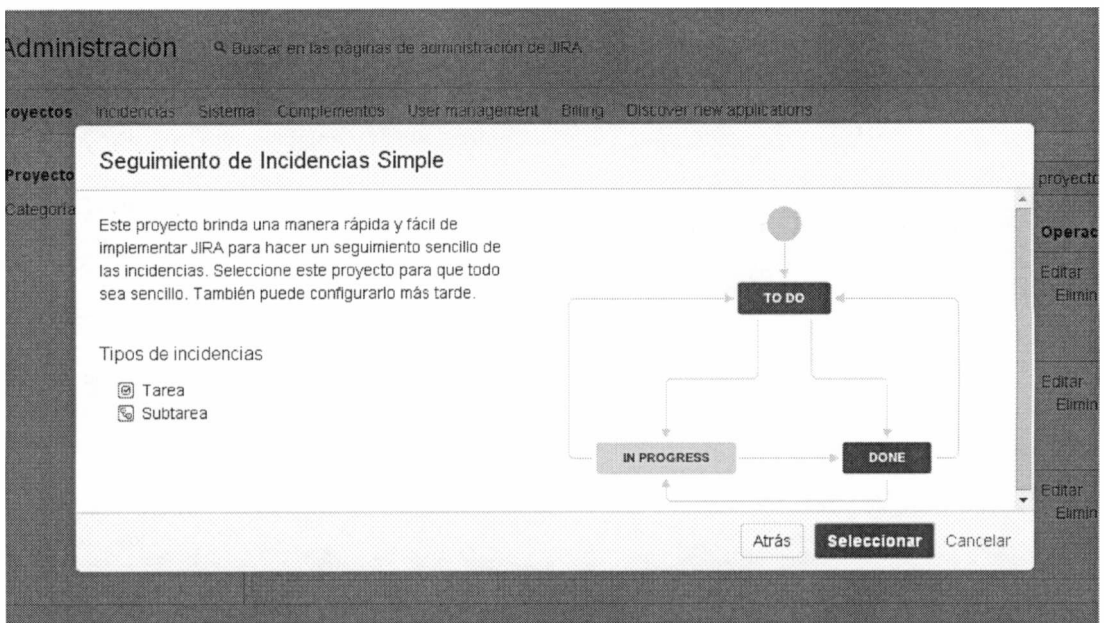 Administración
Buscar en las páginas de administración de JIRA
royectos Incidencias Sistema Complementos User management Billing Discover new applications
Proyecto
Categoría
proyecto
Operac
Editar
Elimin
Editar
Elimin
Editar
Elimin
Seguimiento de Incidencias Simple
Este proyecto brinda una manera rápida y fácil de
implementar JIRA para hacer un seguimiento sencillo de
las incidencias. Seleccione este proyecto para que todo
sea sencillo. También puede configurarlo más tarde.
Tipos de incidencias
Tarea
Subtarea
TO DO
IN PROGRESS
DONE
Atrás
Seleccionar
Cancelar